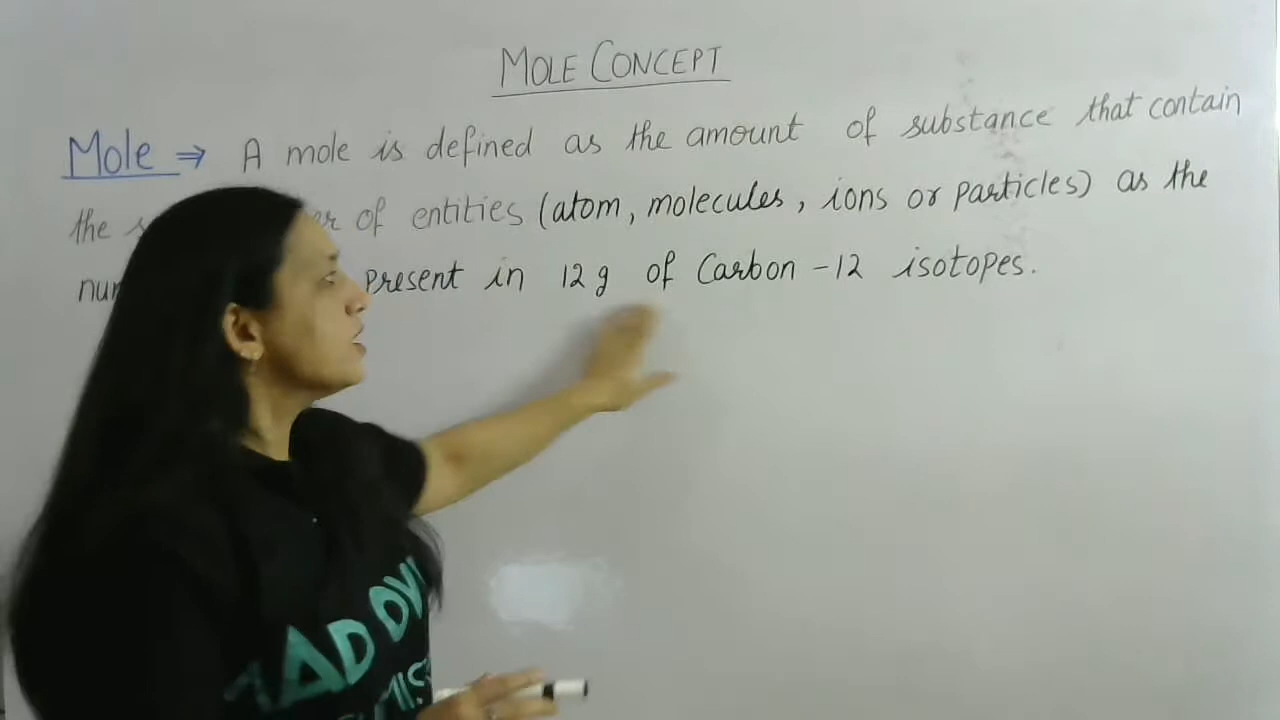 MOLE CONCEPT
Mole ⇒ A mole is defined as the amount of substance that contain
the of entities (atom, molecules, ions or particles) as the
present in 12 g of Carbon - 12 isotopes.